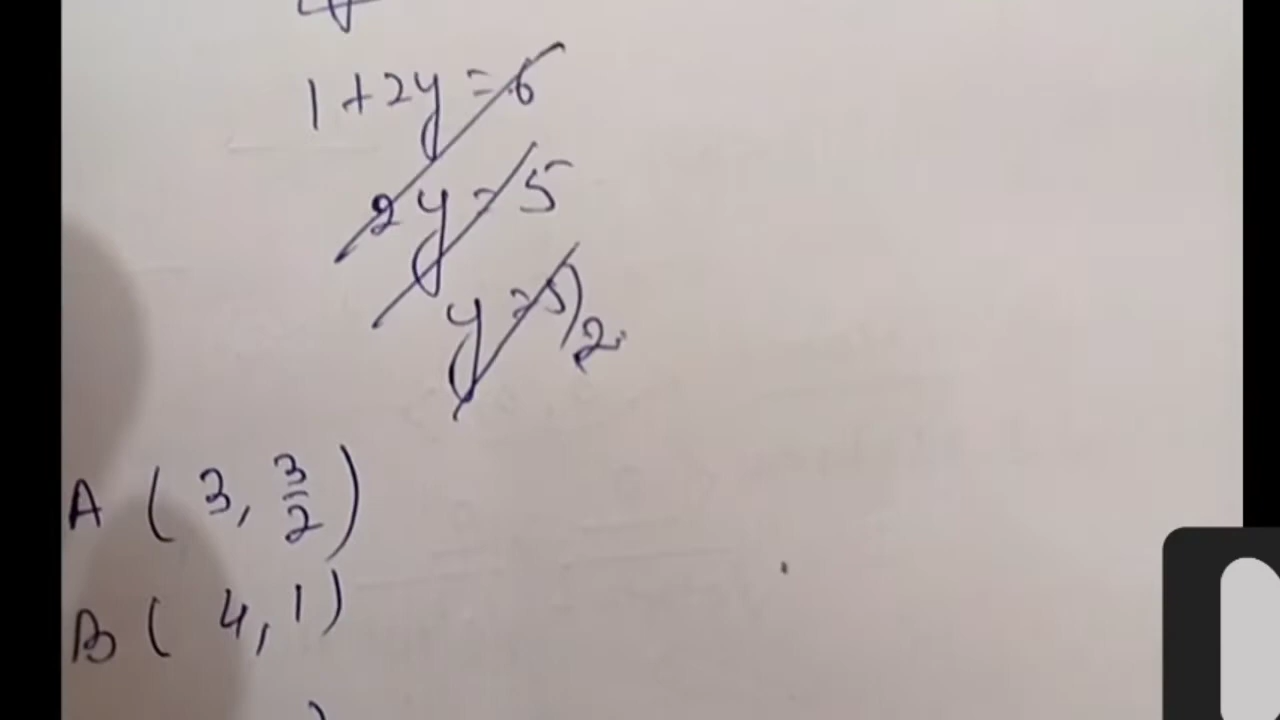 1 + 2y = 6
2y = 5
y = 5/2
A ( 3, 3/2 )
B ( 4, 1 )